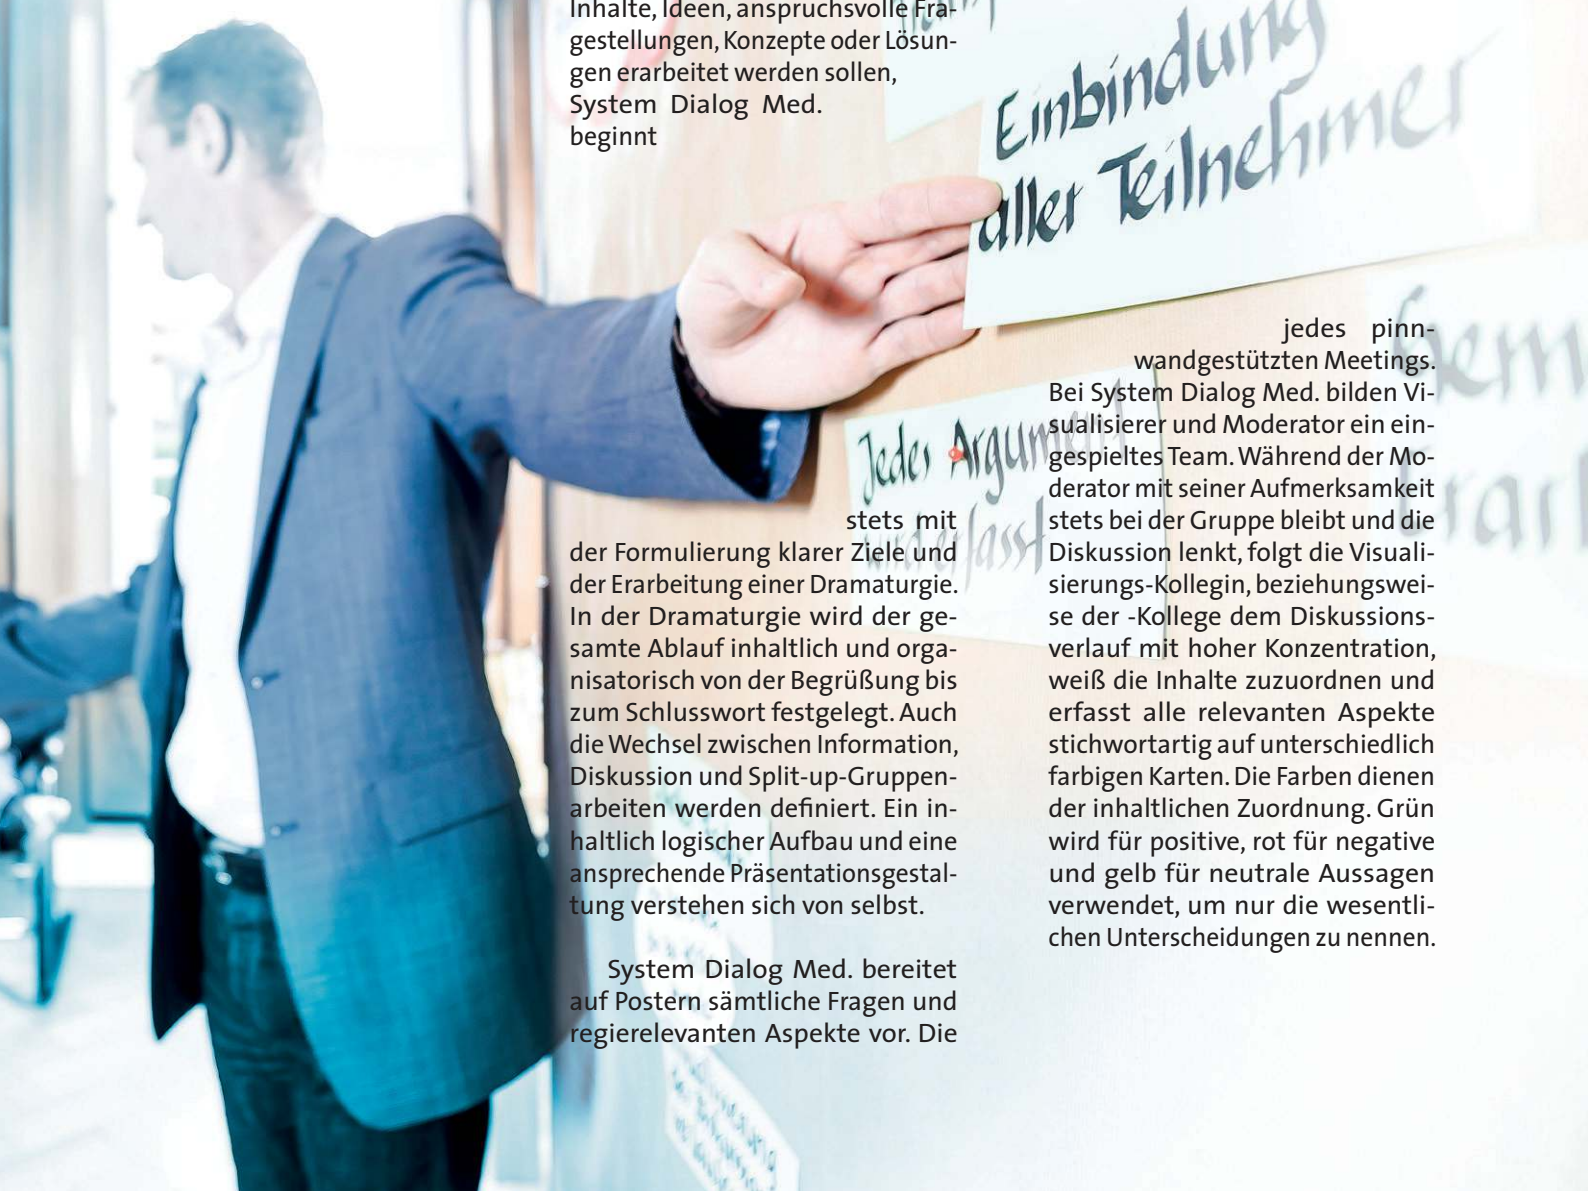 Inhalte, Ideen, anspruchsvolle Fra-
gestellungen, Konzepte oder Lösun-
gen erarbeitet werden sollen,
System Dialog Med.
beginnt
stets mit
der Formulierung klarer Ziele und
der Erarbeitung einer Dramaturgie.
In der Dramaturgie wird der ge-
samte Ablauf inhaltlich und orga-
nisatorisch von der Begrüßung bis
zum Schlusswort festgelegt. Auch
die Wechsel zwischen Information,
Diskussion und Split-up-Gruppen-
arbeiten werden definiert. Ein in-
haltlich logischer Aufbau und eine
ansprechende Präsentationsgestal-
tung verstehen sich von selbst.
System Dialog Med. bereitet
auf Postern sämtliche Fragen und
regierelevanten Aspekte vor. Die
jedes pinn-
wandgestützten Meetings.
Bei System Dialog Med. bilden Vi-
sualisierer und Moderator ein ein-
gespieltes Team. Während der Mo-
derator mit seiner Aufmerksamkeit
stets bei der Gruppe bleibt und die
Diskussion lenkt, folgt die Visuali-
sierungs-Kollegin, beziehungswei-
se der -Kollege dem Diskussions-
verlauf mit hoher Konzentration,
weiß die Inhalte zuzuordnen und
erfasst alle relevanten Aspekte
stichwortartig auf unterschiedlich
farbigen Karten. Die Farben dienen
der inhaltlichen Zuordnung. Grün
wird für positive, rot für negative
und gelb für neutrale Aussagen
verwendet, um nur die wesentli-
chen Unterscheidungen zu nennen.
Einbindung
aller Teilnehmer
Jedes Argument
wird erfasst